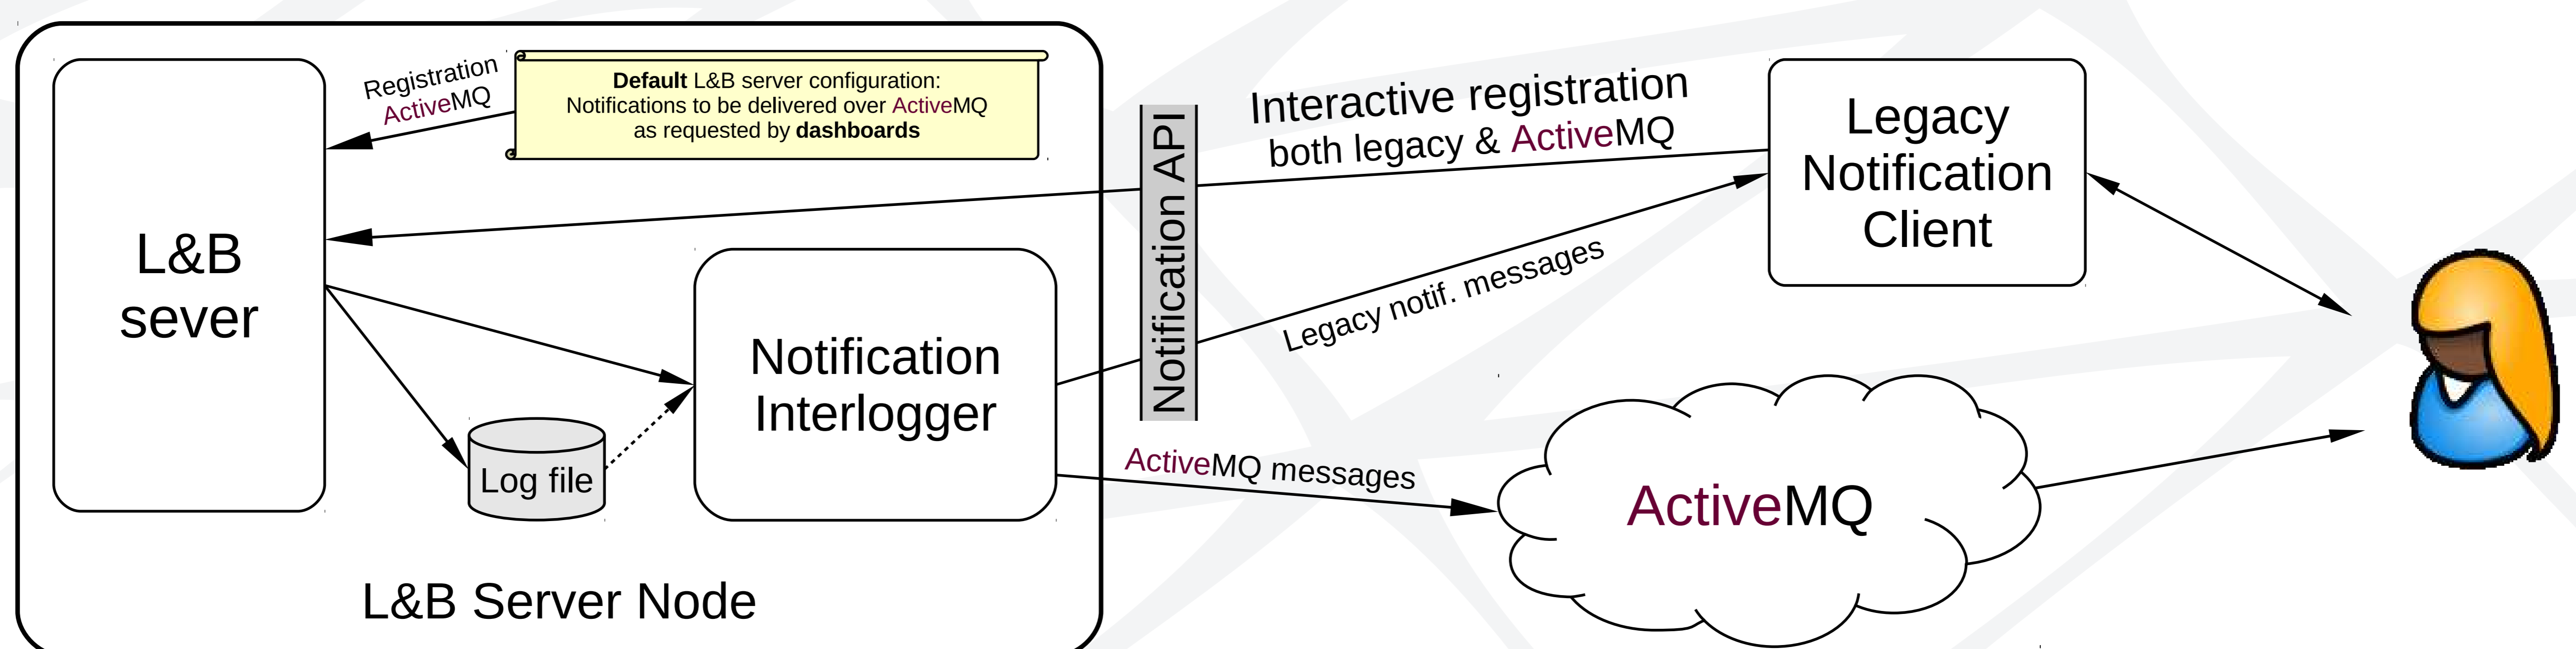 Registration
ActiveMQ
Default L&B server configuration:
Notifications to be delivered over ActiveMQ
as requested by dashboards
L&B
sever
Log file
Notification
Interlogger
L&B Server Node
Notification API
Interactive registration
both legacy & ActiveMQ
Legacy notif. messages
ActiveMQ messages
Legacy
Notification
Client
ActiveMQ